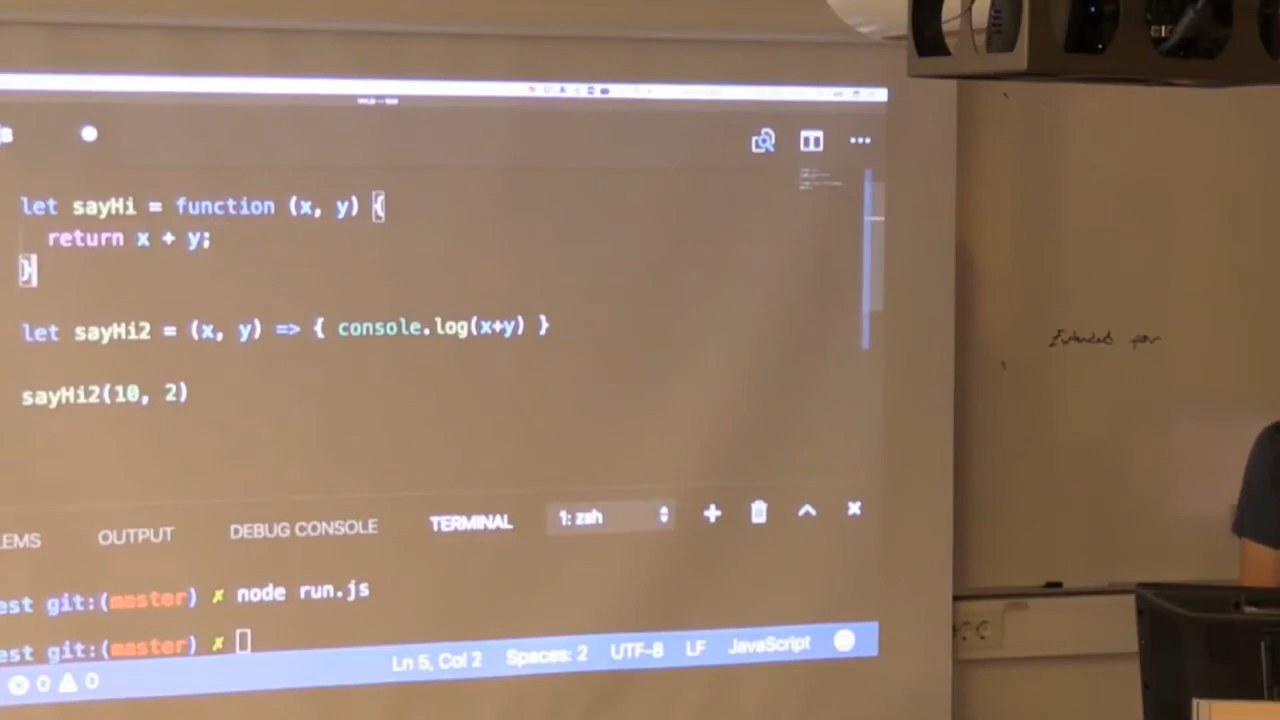 s
let sayHi = function (x, y) {
return x + y;
}
let sayHi2 = (x, y) => { console.log(x+y) }
sayHi2(10, 2)
LEMS OUTPUT DEBUG CONSOLE TERMINAL 1: zsh
est git:(master) ✗ node run.js
est git:(master) ✗
0 0 Ln 5, Col 2 Spaces: 2 UTF-8 LF JavaScript
for